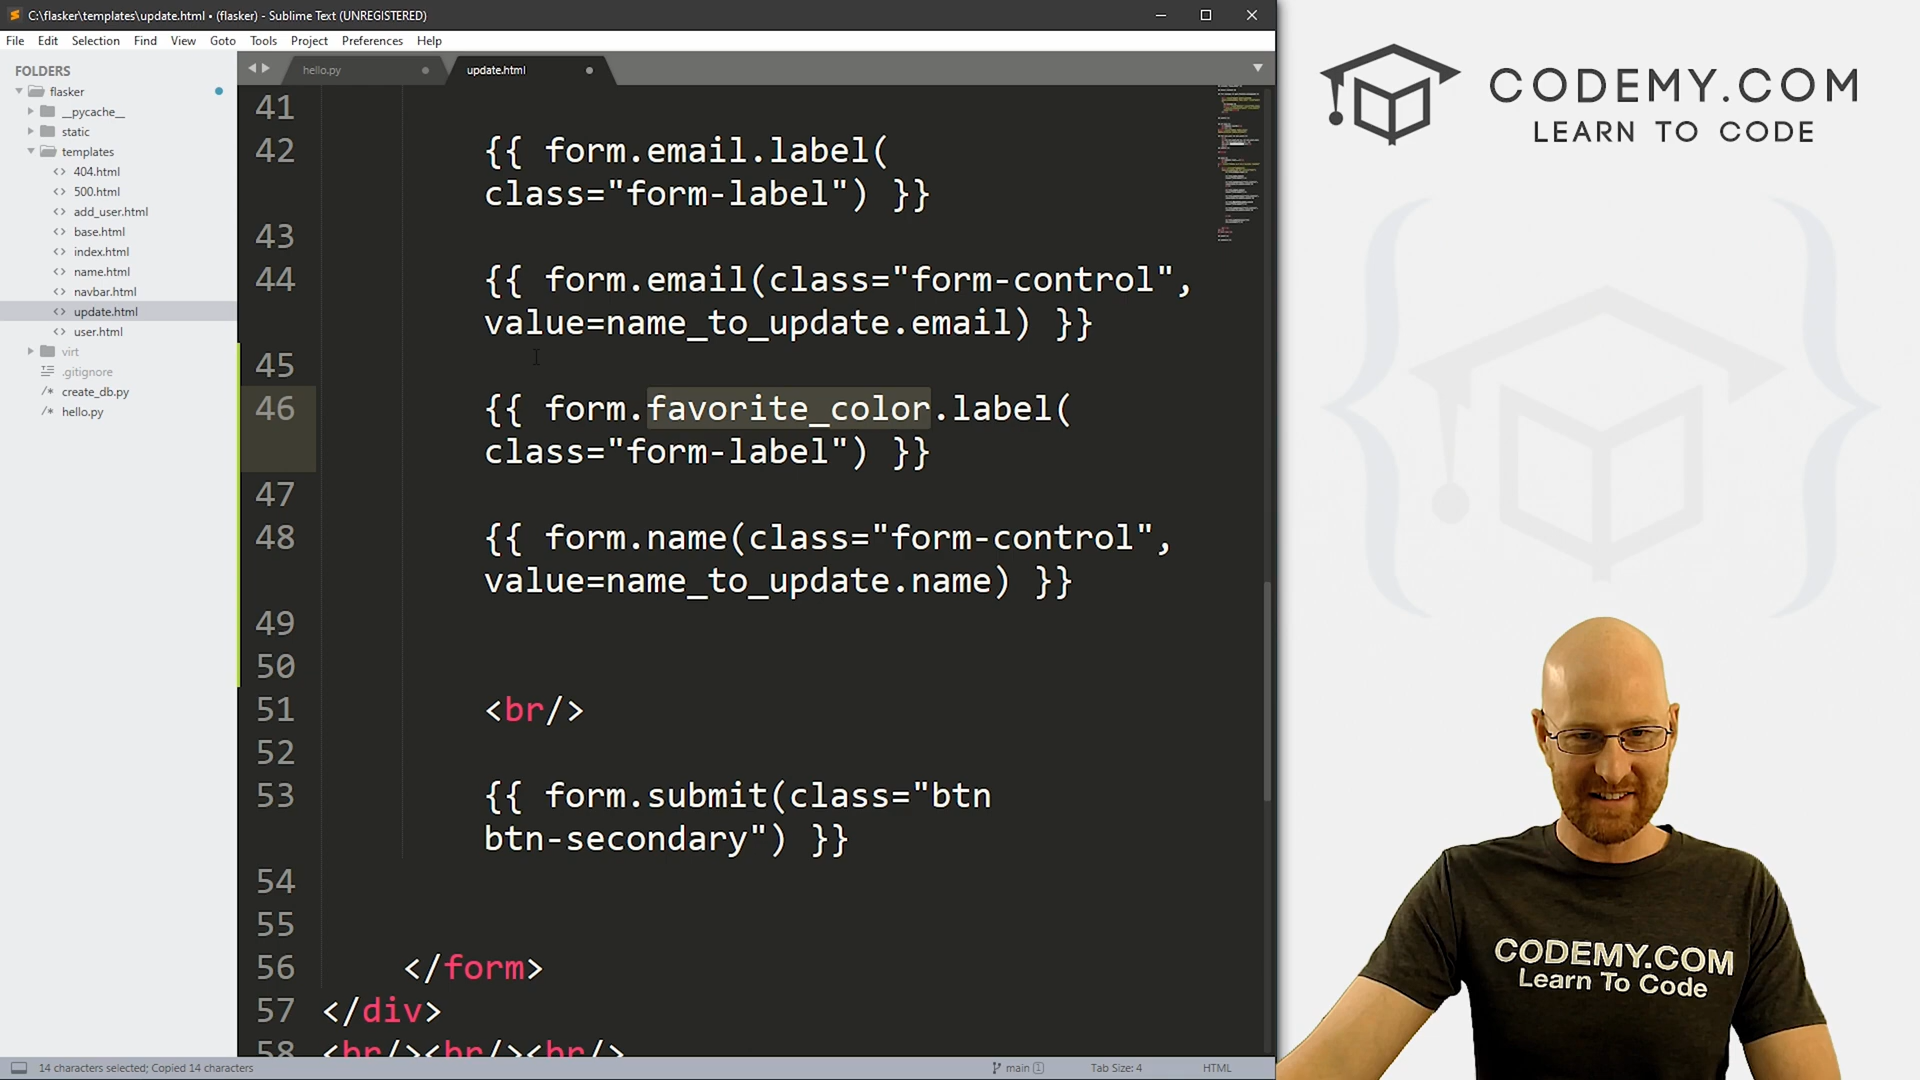 C:\flasker\templates\update.html • (flasker) - Sublime Text (UNREGISTERED)
File Edit Selection Find View Goto Tools Project Preferences Help
FOLDERS
flasker
__pycache__
static
templates
404.html
500.html
add_user.html
base.html
index.html
name.html
navbar.html
update.html
user.html
virt
.gitignore
create_db.py
hello.py
hello.py
update.html
41
42 {{ form.email.label(
class="form-label") }}
43
44 {{ form.email(class="form-control",
value=name_to_update.email) }}
45
46 {{ form.favorite_color.label(
class="form-label") }}
47
48 {{ form.name(class="form-control",
value=name_to_update.name) }}
49
50
51 <br/>
52
53 {{ form.submit(class="btn
btn-secondary") }}
54
55
56 </form>
57 </div>
58 <br/><br/><br/>
14 characters selected; Copied 14 characters
main 1
Tab Size: 4
HTML
CODEMY.COM
LEARN TO CODE
CODEMY.COM
Learn To Code